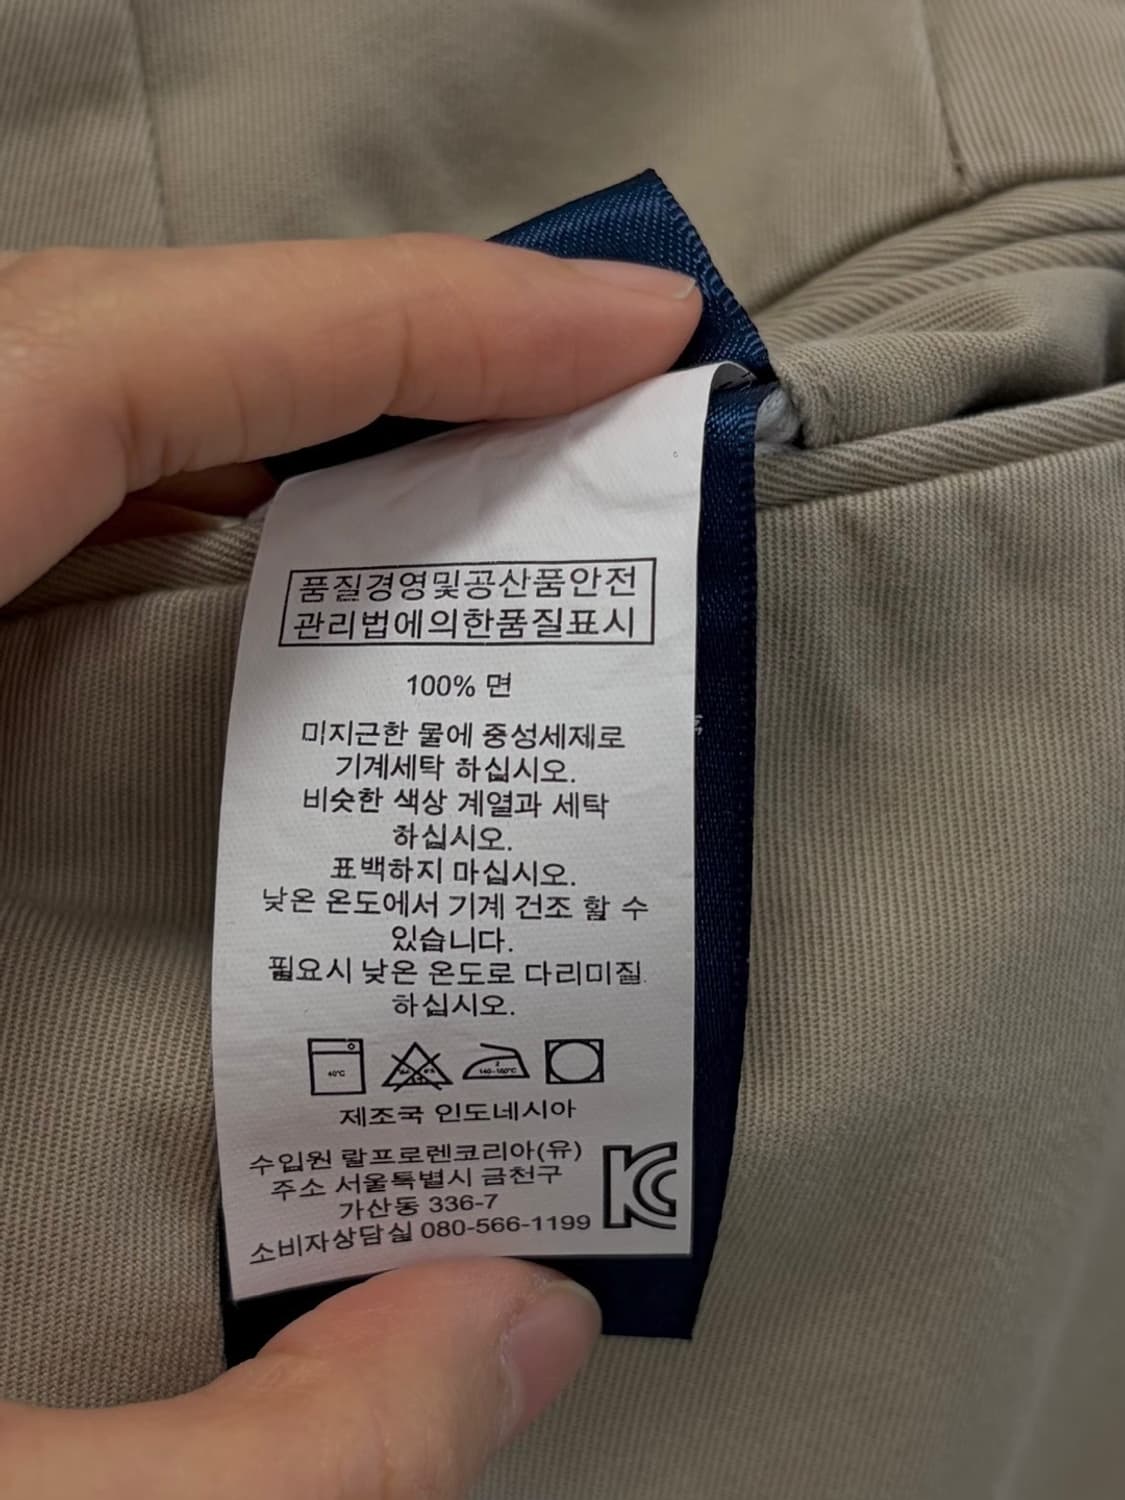 품질경영및공산품안전
관리법에의한품질표시
100% 면
미지근한 물에 중성세제로
기계세탁 하십시오.
비슷한 색상 계열과 세탁
하십시오.
표백하지 마십시오.
낮은 온도에서 기계 건조 할 수
있습니다.
필요시 낮은 온도로 다리미질
하십시오.
40℃
2
140~160℃
제조국 인도네시아
수입원 랄프로렌코리아(유)
주소 서울특별시 금천구
가산동 336-7
소비자상담실 080-566-1199
KC